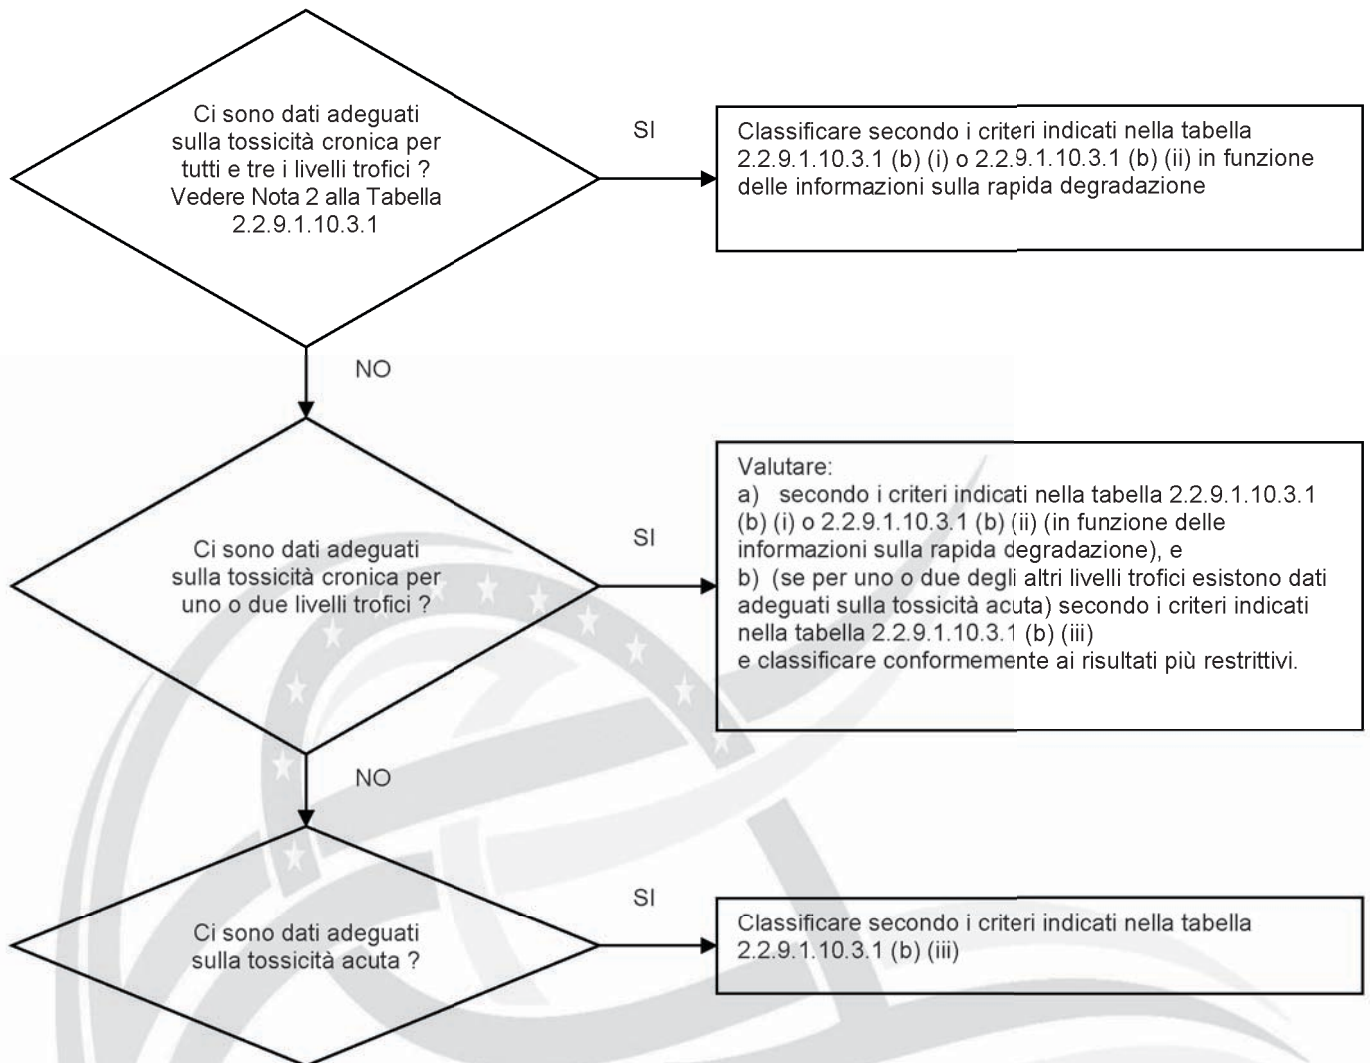 Ci sono dati adeguati
sulla tossicità cronica per
tutti e tre i livelli trofici ?
Vedere Nota 2 alla Tabella
2.2.9.1.10.3.1
SI
Classificare secondo i criteri indicati nella tabella
2.2.9.1.10.3.1 (b) (i) o 2.2.9.1.10.3.1 (b) (ii) in funzione
delle informazioni sulla rapida degradazione
NO
Ci sono dati adeguati
sulla tossicità cronica per
uno o due livelli trofici ?
SI
Valutare:
a) secondo i criteri indicati nella tabella 2.2.9.1.10.3.1
(b) (i) o 2.2.9.1.10.3.1 (b) (ii) (in funzione delle
informazioni sulla rapida degradazione), e
b) (se per uno o due degli altri livelli trofici esistono dati
adeguati sulla tossicità acuta) secondo i criteri indicati
nella tabella 2.2.9.1.10.3.1 (b) (iii)
e classificare conformemente ai risultati più restrittivi.
NO
Ci sono dati adeguati
sulla tossicità acuta ?
SI
Classificare secondo i criteri indicati nella tabella
2.2.9.1.10.3.1 (b) (iii)